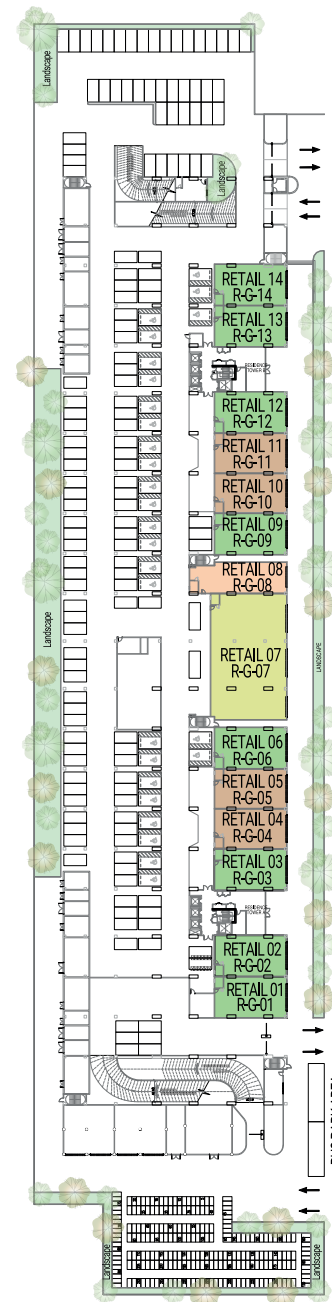 Landscape
Landscape
RETAIL 14
R-G-14
RETAIL 13
R-G-13
RESIDENCE
TOWER B
RETAIL 12
R-G-12
RETAIL 11
R-G-11
RETAIL 10
R-G-10
RETAIL 09
R-G-09
RETAIL 08
R-G-08
Landscape
RETAIL 07
R-G-07
LANDSCAPE
RETAIL 06
R-G-06
RETAIL 05
R-G-05
RETAIL 04
R-G-04
RETAIL 03
R-G-03
RESIDENCE
TOWER A
RETAIL 02
R-G-02
RETAIL 01
R-G-01
Landscape
Landscape